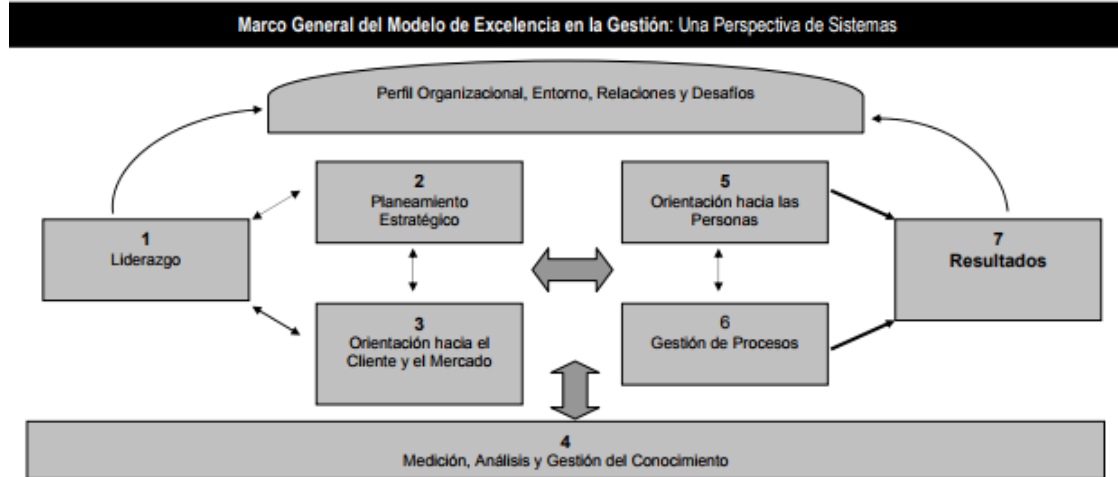 Marco General del Modelo de Excelencia en la Gestión: Una Perspectiva de Sistemas
Perfil Organizacional, Entorno, Relaciones y Desafíos
1
Liderazgo
2
Planeamiento
Estratégico
3
Orientación hacia el
Cliente y el Mercado
5
Orientación hacia las
Personas
6
Gestión de Procesos
7
Resultados
4
Medición, Análisis y Gestión del Conocimiento